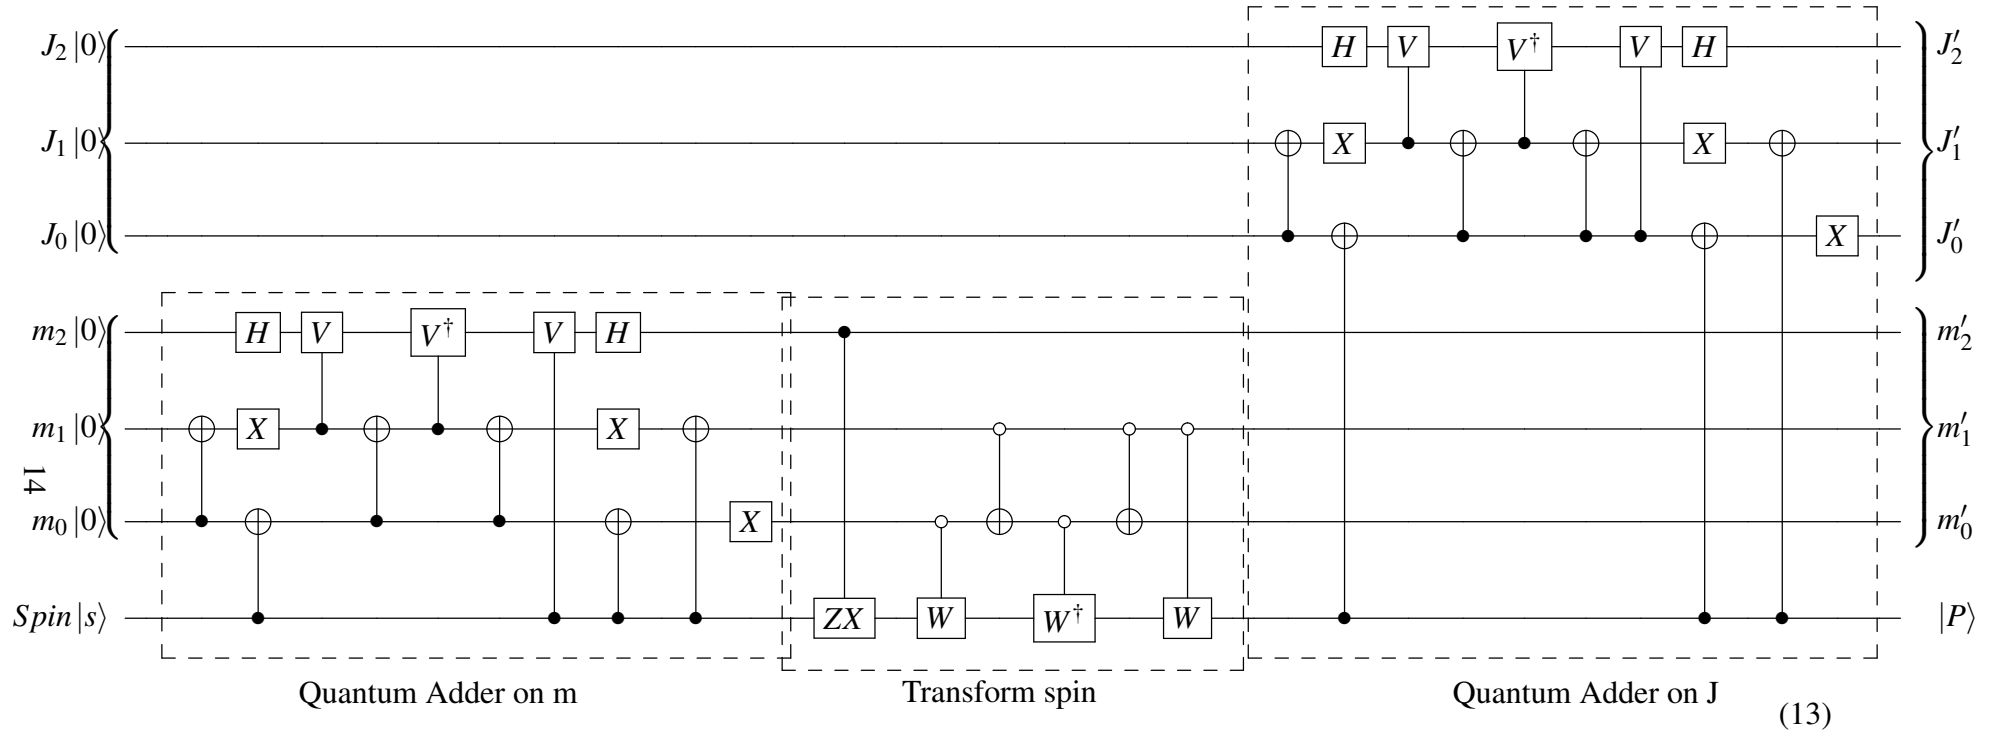 J₂ |0⟩ H V V† V H J′₂
J₁ |0⟩ X X J′₁
J₀ |0⟩ X J′₀
m₂ |0⟩ H V V† V H m′₂
m₁ |0⟩ X X m′₁
14
m₀ |0⟩ X m′₀
Spin |s⟩ ZX W W† W |P⟩
Quantum Adder on m Transform spin Quantum Adder on J
(13)